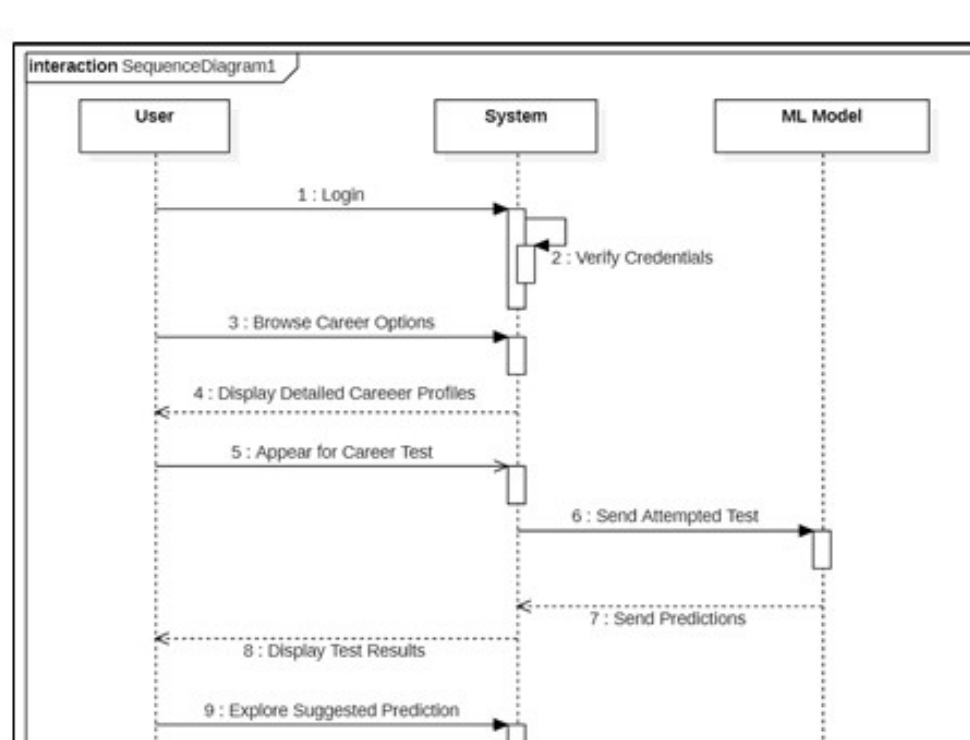 interaction SequenceDiagram1
User
System
ML Model
1 : Login
2 : Verify Credentials
3 : Browse Career Options
4 : Display Detailed Careeer Profiles
5 : Appear for Career Test
6 : Send Attempted Test
7 : Send Predictions
8 : Display Test Results
9 : Explore Suggested Prediction